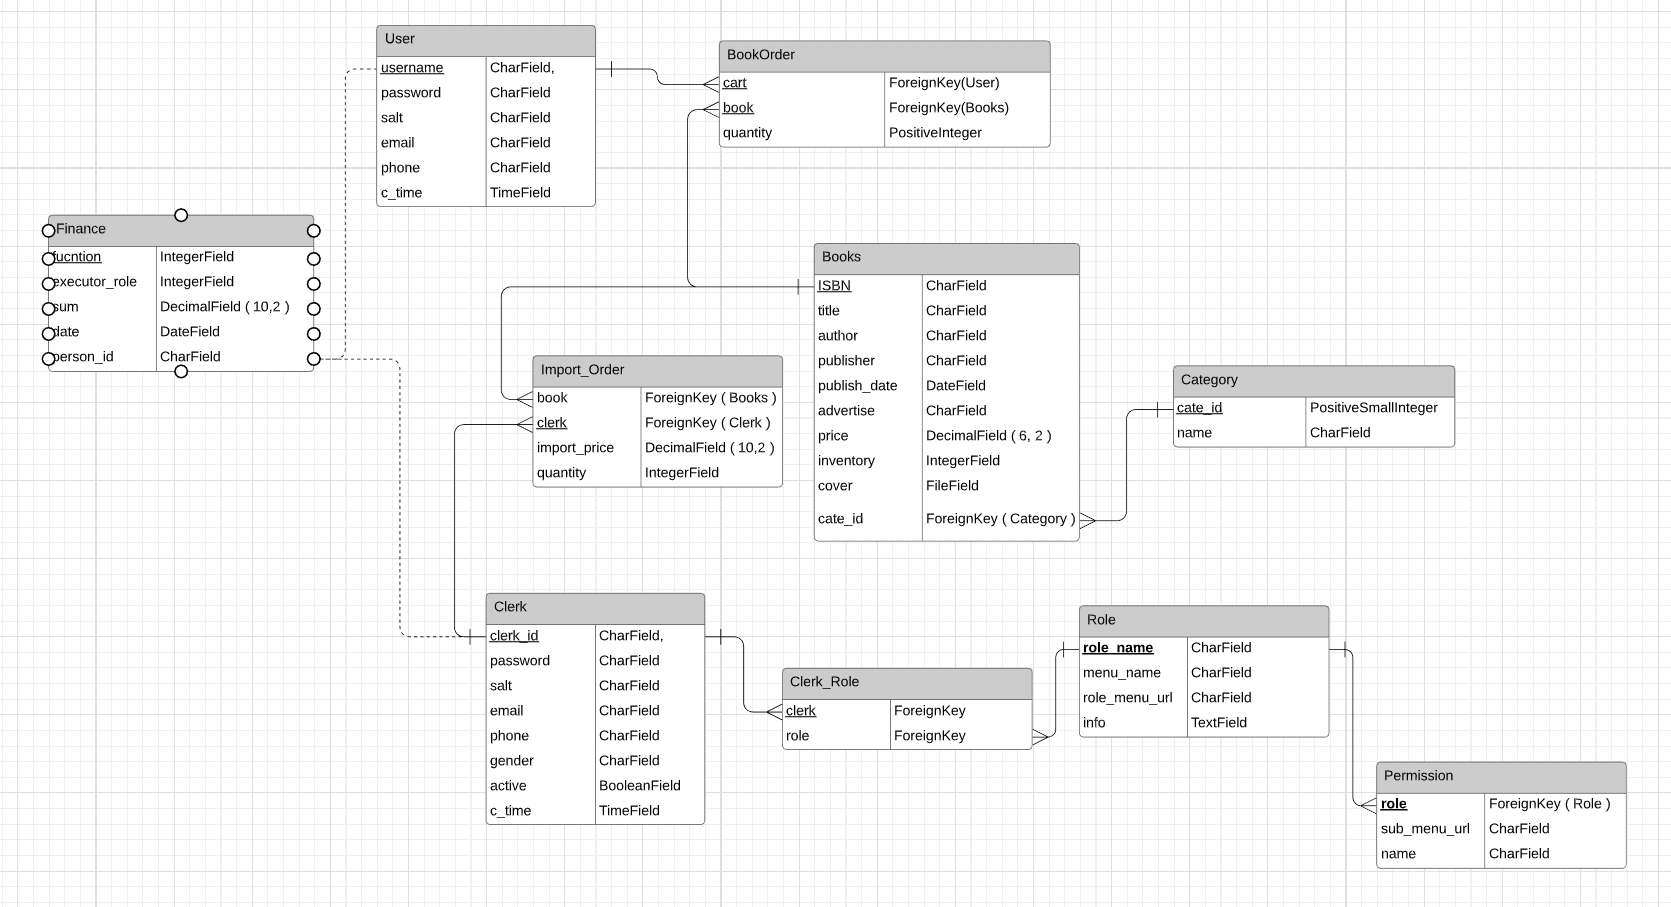 User
username CharField,
password CharField
salt CharField
email CharField
phone CharField
c_time TimeField
BookOrder
cart ForeignKey(User)
book ForeignKey(Books)
quantity PositiveInteger
Finance
fucntion IntegerField
executor_role IntegerField
sum DecimalField ( 10,2 )
date DateField
person_id CharField
Books
ISBN CharField
title CharField
author CharField
publisher CharField
publish_date DateField
advertise CharField
price DecimalField ( 6, 2 )
inventory IntegerField
cover FileField
cate_id ForeignKey ( Category )
Import_Order
book ForeignKey ( Books )
clerk ForeignKey ( Clerk )
import_price DecimalField ( 10,2 )
quantity IntegerField
Category
cate_id PositiveSmallInteger
name CharField
Clerk
clerk_id CharField,
password CharField
salt CharField
email CharField
phone CharField
gender CharField
active BooleanField
c_time TimeField
Clerk_Role
clerk ForeignKey
role ForeignKey
Role
role_name CharField
menu_name CharField
role_menu_url CharField
info TextField
Permission
role ForeignKey ( Role )
sub_menu_url CharField
name CharField